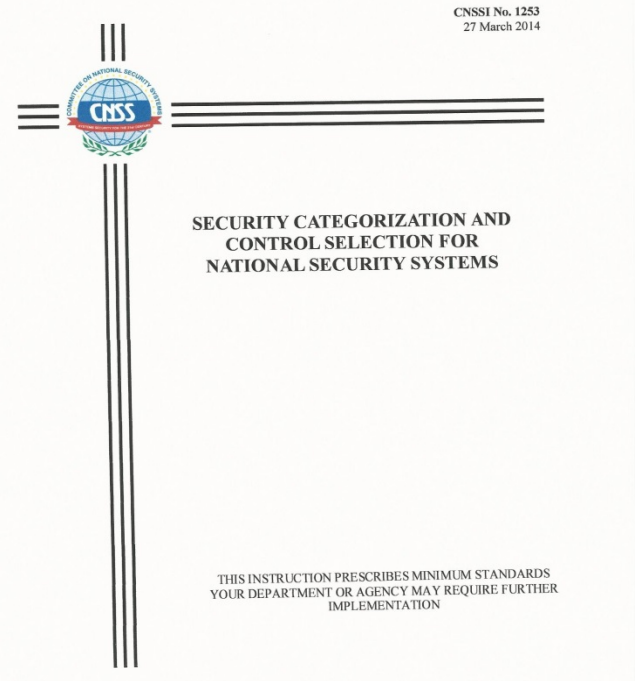 CNSSI No. 1253
27 March 2014
COMMITTEE ON NATIONAL SECURITY SYSTEMS
CNSS
SECURITY CATEGORIZATION AND
CONTROL SELECTION FOR
NATIONAL SECURITY SYSTEMS
THIS INSTRUCTION PRESCRIBES MINIMUM STANDARDS
YOUR DEPARTMENT OR AGENCY MAY REQUIRE FURTHER
IMPLEMENTATION